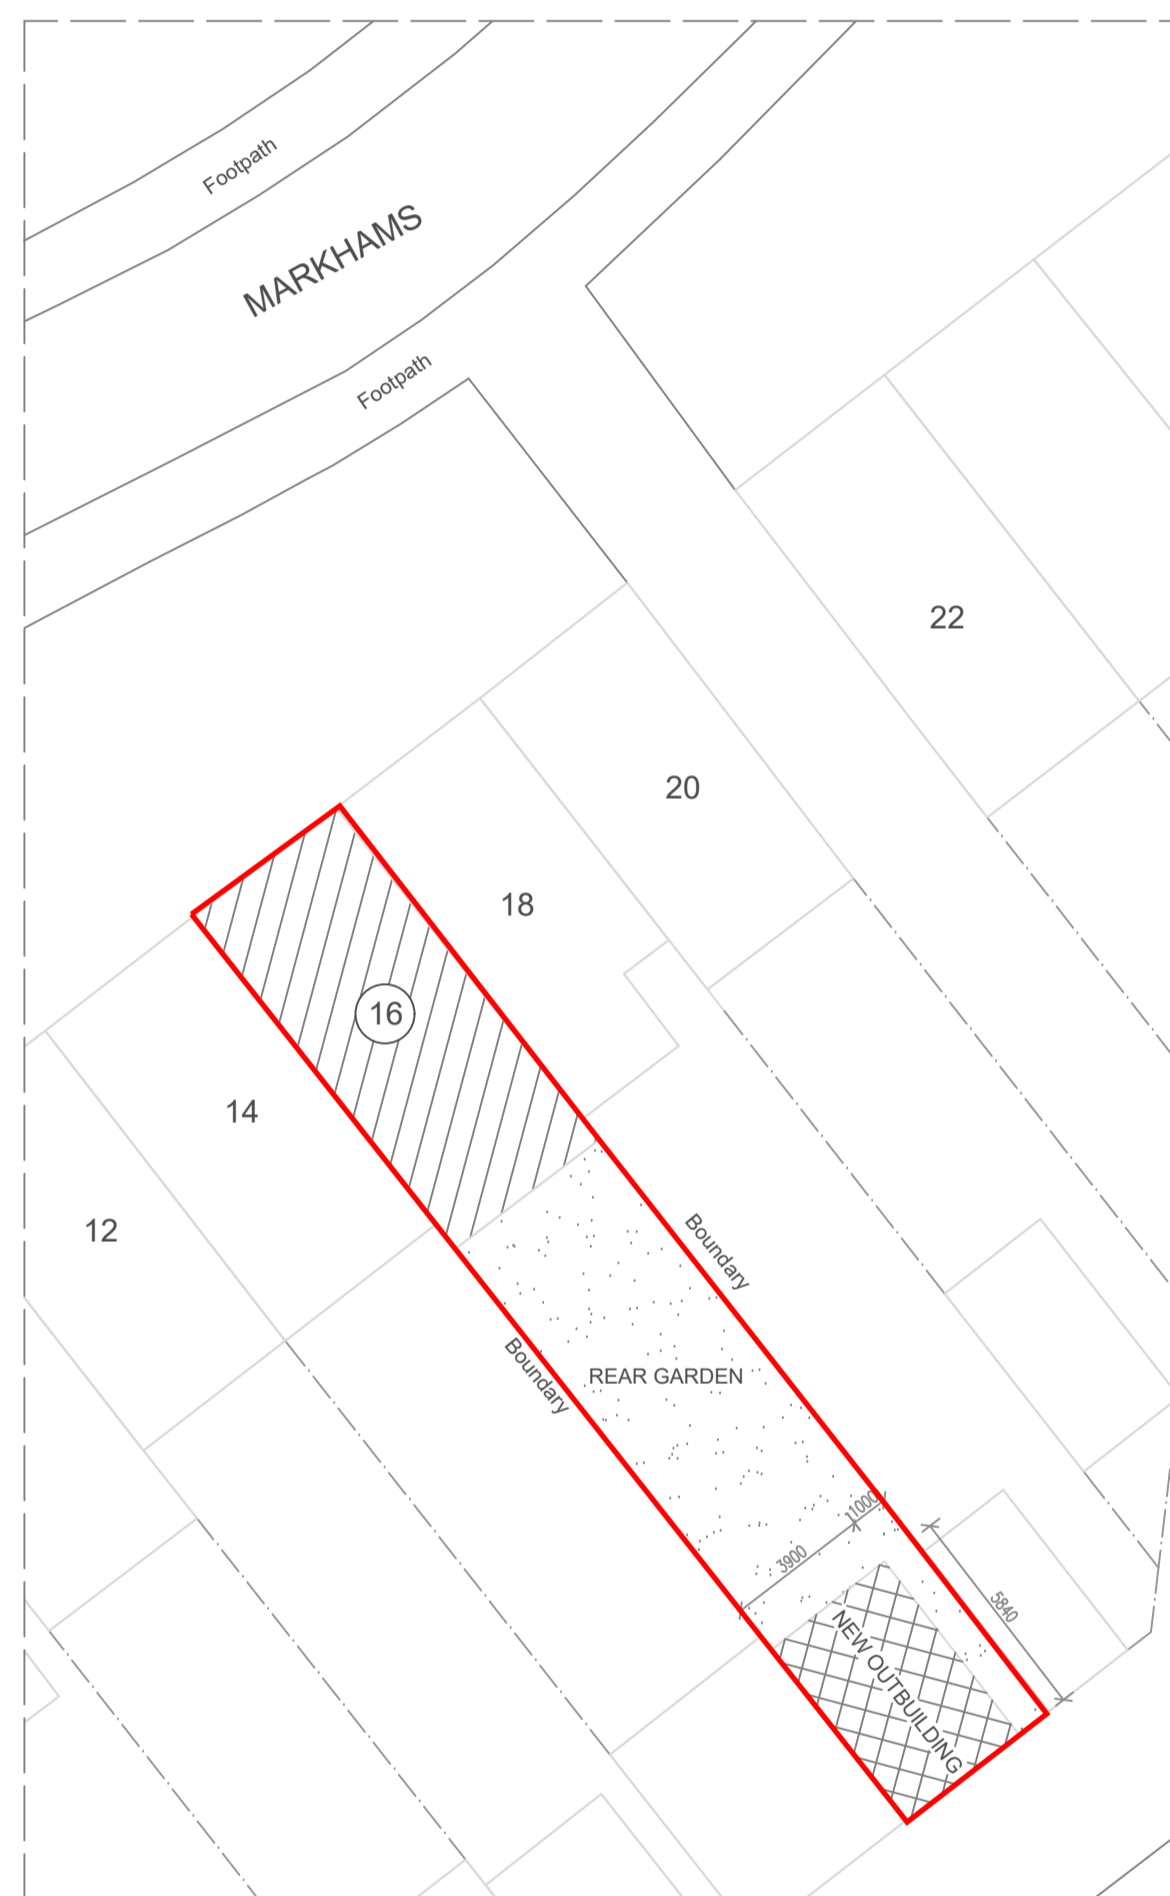 Footpath
MARKHAMS
Footpath
22
20
18
16
14
12
Boundary
Boundary
REAR GARDEN
1000
3900
5840
NEW OUTBUILDING